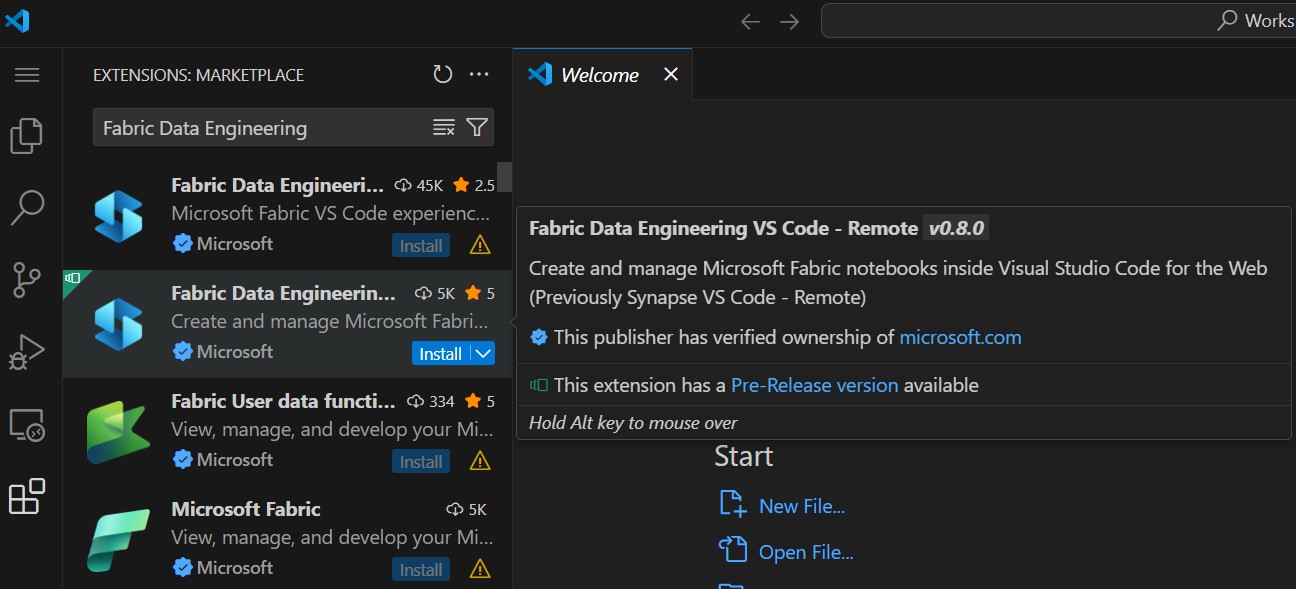 Works
EXTENSIONS: MARKETPLACE
Welcome
Fabric Data Engineering
Fabric Data Engineeri... 45K 2.5
Microsoft Fabric VS Code experienc...
Microsoft Install
Fabric Data Engineerin... 5K 5
Create and manage Microsoft Fabri...
Microsoft Install
Fabric User data functi... 334 5
View, manage, and develop your Mi...
Microsoft Install
Microsoft Fabric 5K
View, manage, and develop your Mi...
Microsoft Install
Fabric Data Engineering VS Code - Remote v0.8.0
Create and manage Microsoft Fabric notebooks inside Visual Studio Code for the Web
(Previously Synapse VS Code - Remote)
This publisher has verified ownership of microsoft.com
This extension has a Pre-Release version available
Hold Alt key to mouse over
Start
New File...
Open File...